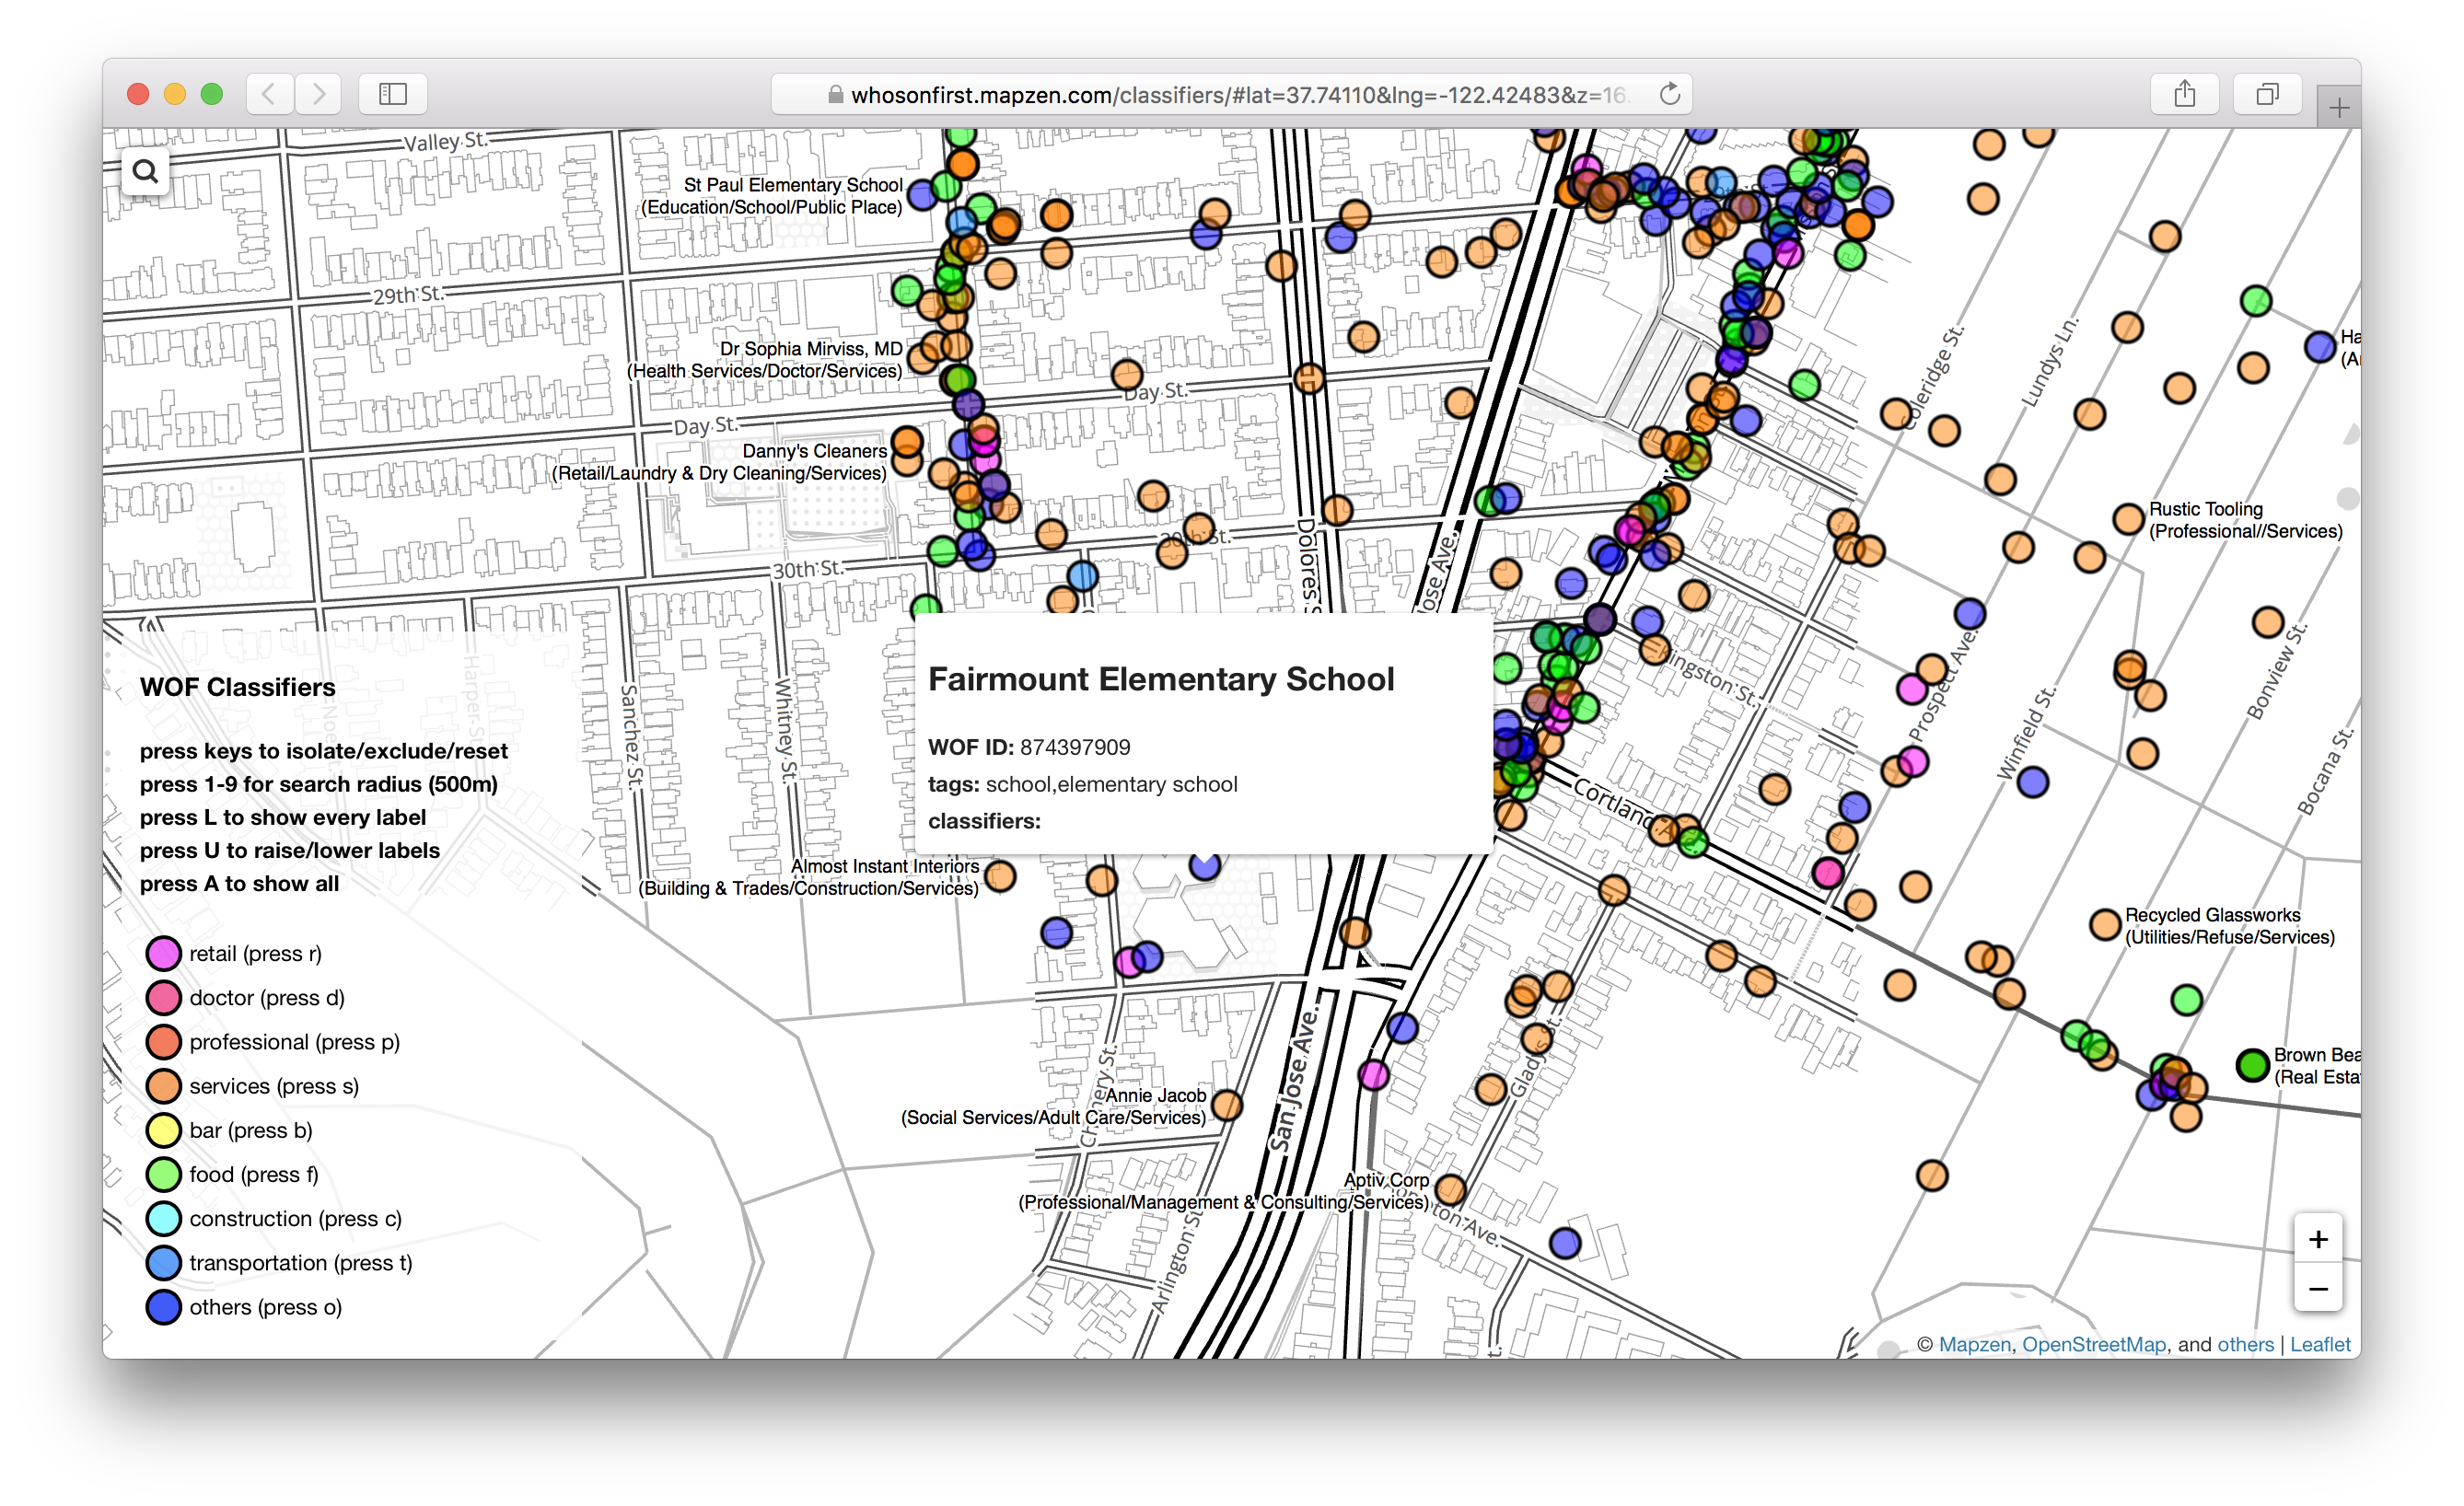 whosonfirst.mapzen.com/classifiers/#lat=37.74110&lng=-122.42483&z=16.
Valley St.
St Paul Elementary School
(Education/School/Public Place)
29th St.
Dr Sophia Mirviss, MD
(Health Services/Doctor/Services)
Day St.
Day St.
Danny's Cleaners
(Retail/Laundry & Dry Cleaning/Services)
30th St.
30th St.
Dolores S
Jose Ave.
Coleridge St.
Lundys Ln.
Ha
(A
Rustic Tooling
(Professional//Services)
Kingston St.
Prospect Ave.
Winfield St.
Bonview St.
Bocana St.
Cortland A
Harper St
Noe
Sanchez St.
Whitney St.
Fairmount Elementary School
WOF ID: 874397909
tags: school,elementary school
classifiers:
WOF Classifiers
press keys to isolate/exclude/reset
press 1-9 for search radius (500m)
press L to show every label
press U to raise/lower labels
press A to show all
retail (press r)
doctor (press d)
professional (press p)
services (press s)
bar (press b)
food (press f)
construction (press c)
transportation (press t)
others (press o)
Almost Instant Interiors
(Building & Trades/Construction/Services)
Recycled Glassworks
(Utilities/Refuse/Services)
Brown Bea
(Real Esta
Chenery St.
Annie Jacob
(Social Services/Adult Care/Services)
San Jose Ave.
Gladys St.
Aptiv Corp
(Professional/Management & Consulting/Services)
ton Ave.
Arlington St
+
−
© Mapzen, OpenStreetMap, and others | Leaflet